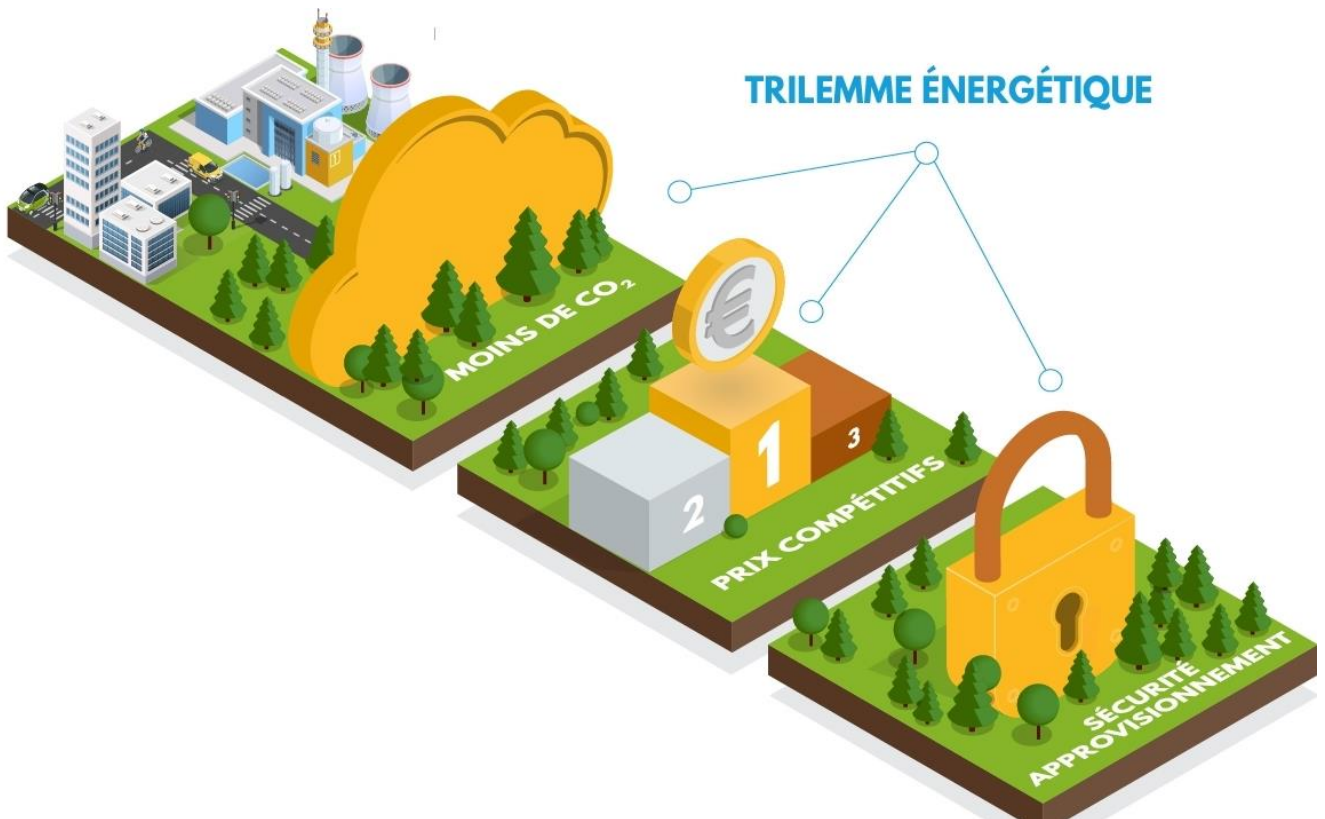 TRILEMME ÉNERGÉTIQUE
MOINS DE CO₂
€
1
2
3
PRIX COMPÉTITIFS
SÉCURITÉ
APPROVISIONNEMENT